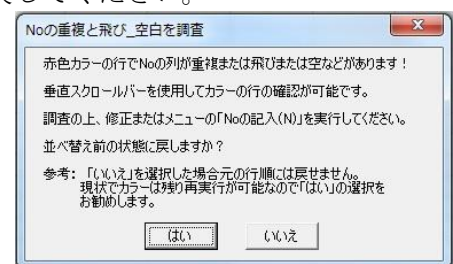 してください。
Noの重複と飛び_空白を調査
赤色カラーの行でNoの列が重複または飛びまたは空などがあります！
垂直スクロールバーを使用してカラーの行の確認が可能です。
調査の上、修正またはメニューの「Noの記入(N)」を実行してください。
並べ替え前の状態に戻しますか？
参考: 「いいえ」を選択した場合元の行順には戻せません。
現状でカラーは残り再実行が可能なので「はい」の選択を
お勧めします。
はい
いいえ